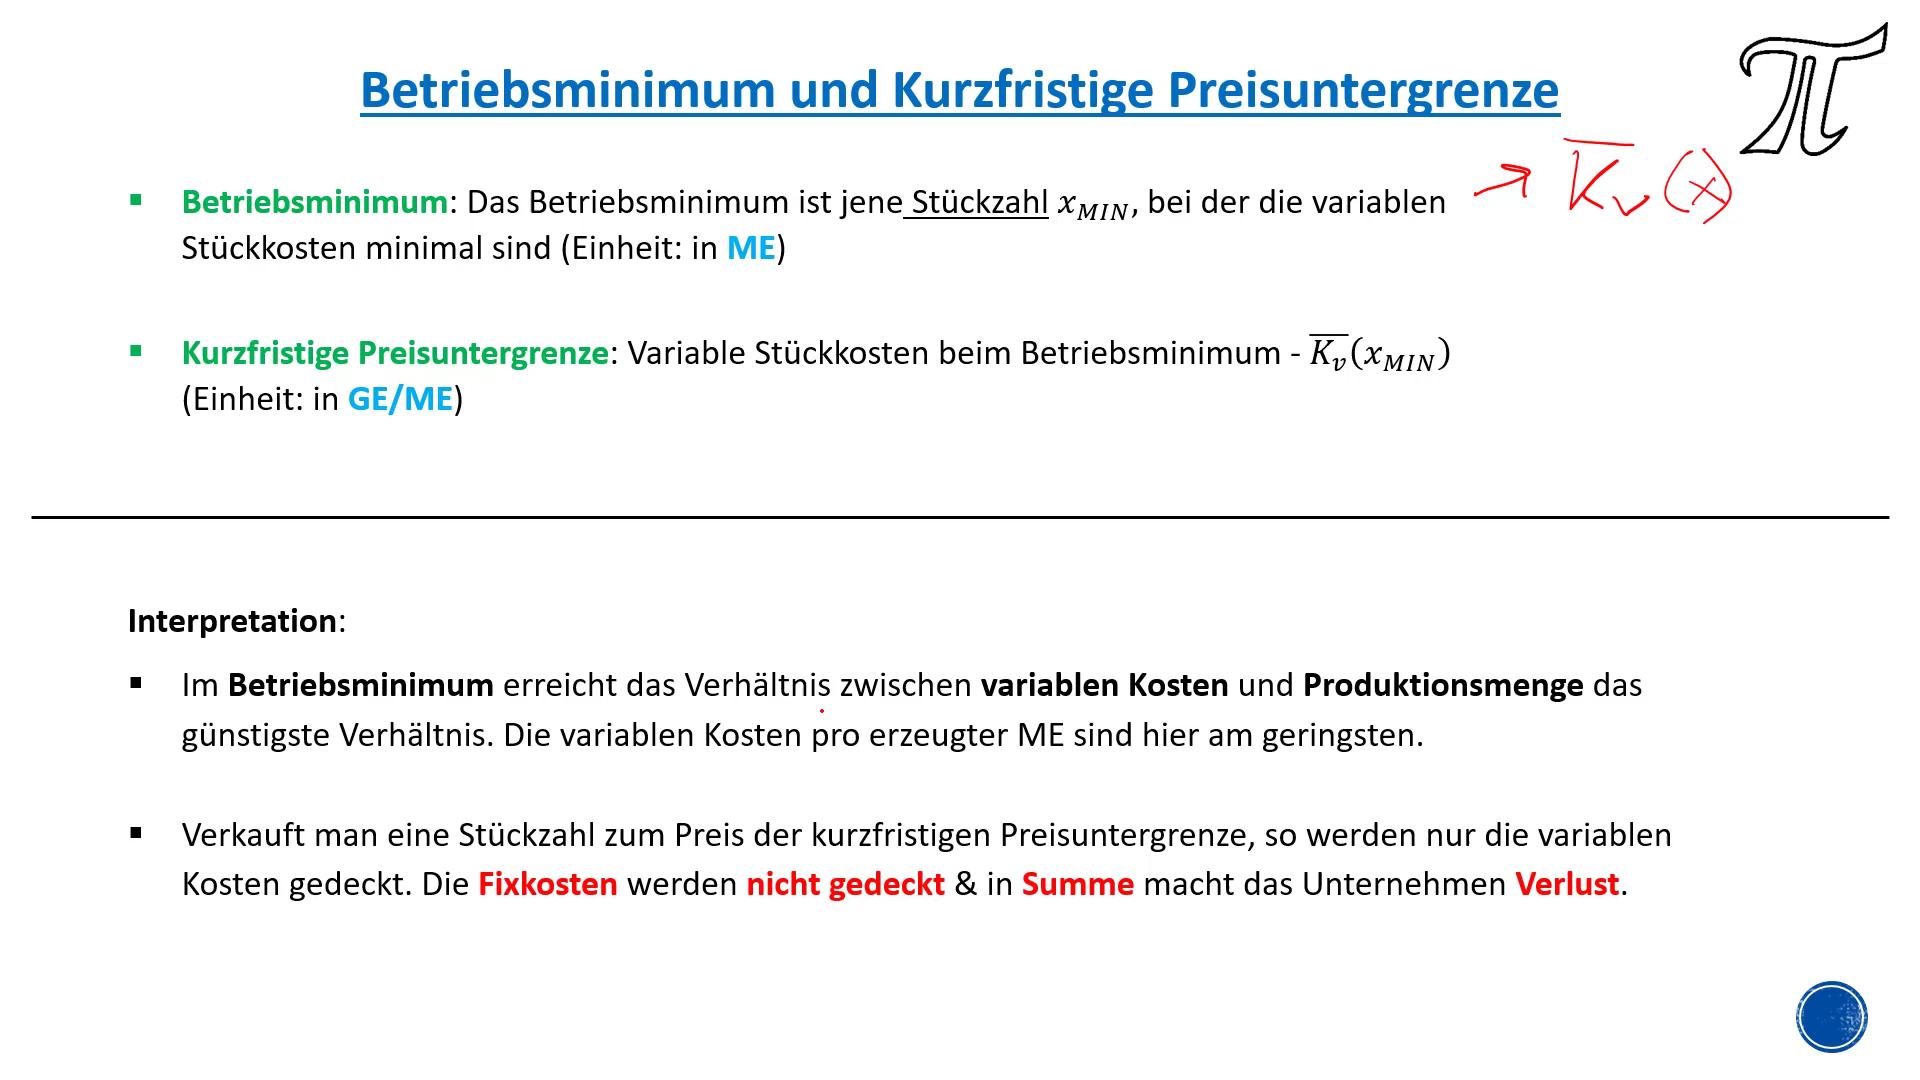 Betriebsminimum und Kurzfristige Preisuntergrenze
π
▪ Betriebsminimum: Das Betriebsminimum ist jene Stückzahl x_MIN, bei der die variablen → K̅ᵥ(x)
Stückkosten minimal sind (Einheit: in ME)
▪ Kurzfristige Preisuntergrenze: Variable Stückkosten beim Betriebsminimum - K̅ᵥ(x_MIN)
(Einheit: in GE/ME)
Interpretation:
▪ Im Betriebsminimum erreicht das Verhältnis zwischen variablen Kosten und Produktionsmenge das
günstigste Verhältnis. Die variablen Kosten pro erzeugter ME sind hier am geringsten.
▪ Verkauft man eine Stückzahl zum Preis der kurzfristigen Preisuntergrenze, so werden nur die variablen
Kosten gedeckt. Die Fixkosten werden nicht gedeckt & in Summe macht das Unternehmen Verlust.